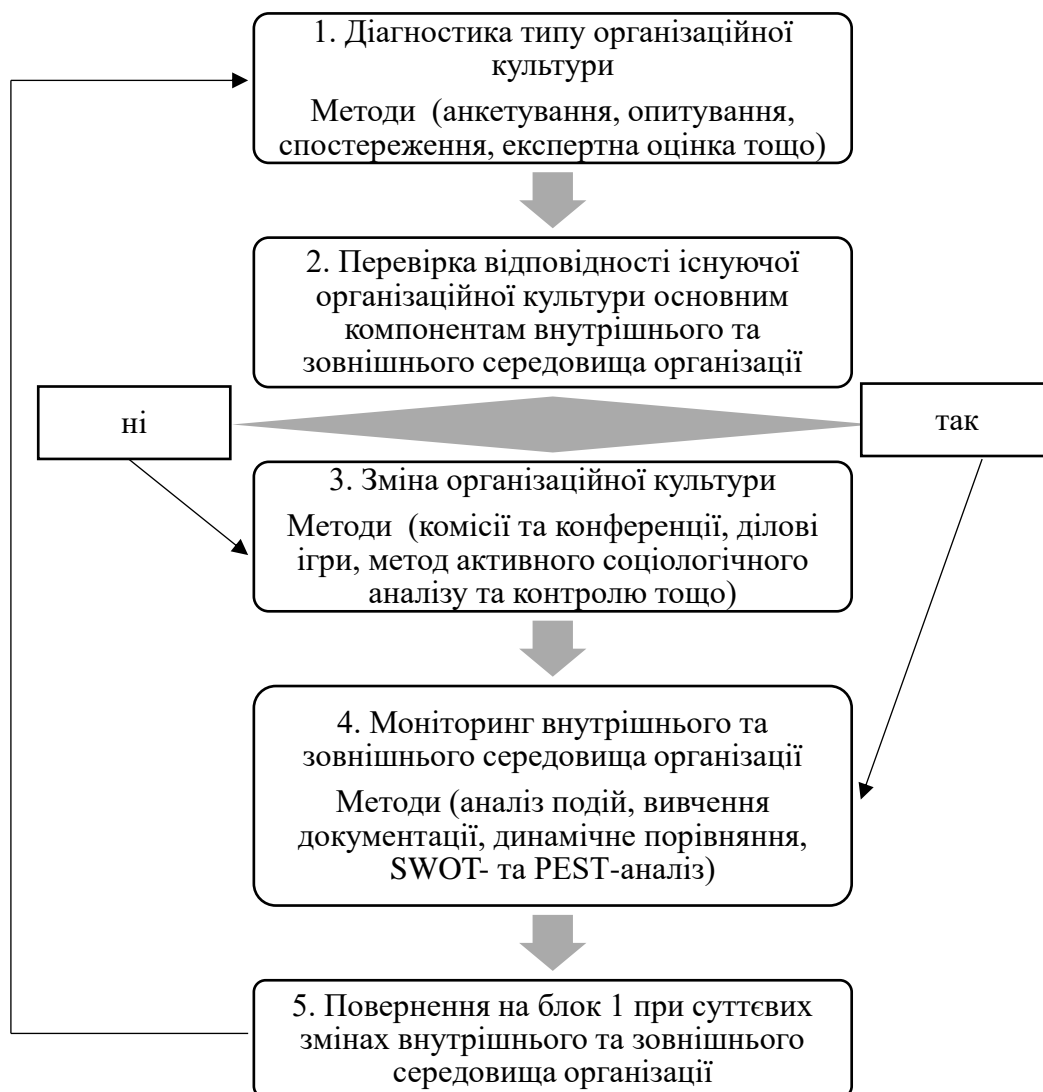 1. Діагностика типу організаційної
культури
Методи (анкетування, опитування,
спостереження, експертна оцінка тощо)
2. Перевірка відповідності існуючої
організаційної культури основним
компонентам внутрішнього та
зовнішнього середовища організації
ні
так
3. Зміна організаційної культури
Методи (комісії та конференції, ділові
ігри, метод активного соціологічного
аналізу та контролю тощо)
4. Моніторинг внутрішнього та
зовнішнього середовища організації
Методи (аналіз подій, вивчення
документації, динамічне порівняння,
SWOT- та PEST-аналіз)
5. Повернення на блок 1 при суттєвих
змінах внутрішнього та зовнішнього
середовища організації